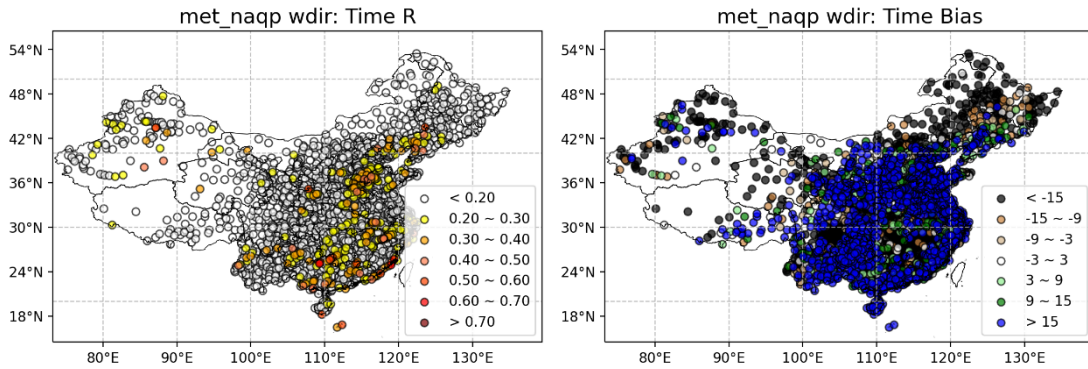 met_naqp wdir: Time R
54°N
48°N
42°N
36°N
30°N
24°N
18°N
80°E 90°E 100°E 110°E 120°E 130°E
< 0.20
0.20 ~ 0.30
0.30 ~ 0.40
0.40 ~ 0.50
0.50 ~ 0.60
0.60 ~ 0.70
> 0.70
met_naqp wdir: Time Bias
54°N
48°N
42°N
36°N
30°N
24°N
18°N
80°E 90°E 100°E 110°E 120°E 130°E
< -15
-15 ~ -9
-9 ~ -3
-3 ~ 3
3 ~ 9
9 ~ 15
> 15